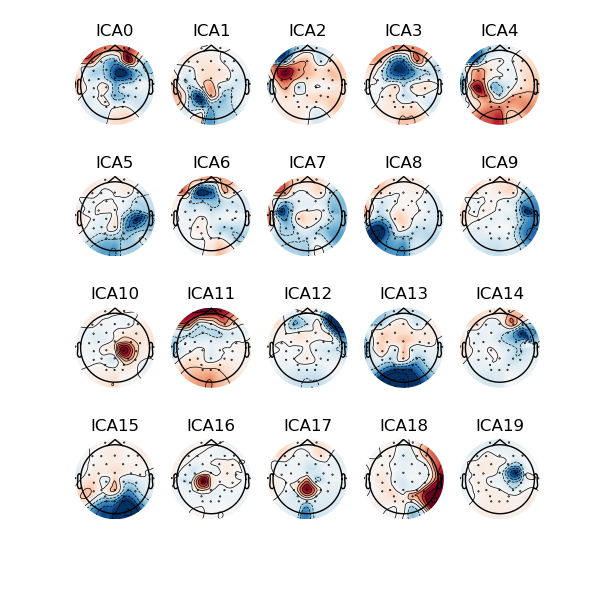 ICA0 ICA1 ICA2 ICA3 ICA4
ICA5 ICA6 ICA7 ICA8 ICA9
ICA10 ICA11 ICA12 ICA13 ICA14
ICA15 ICA16 ICA17 ICA18 ICA19